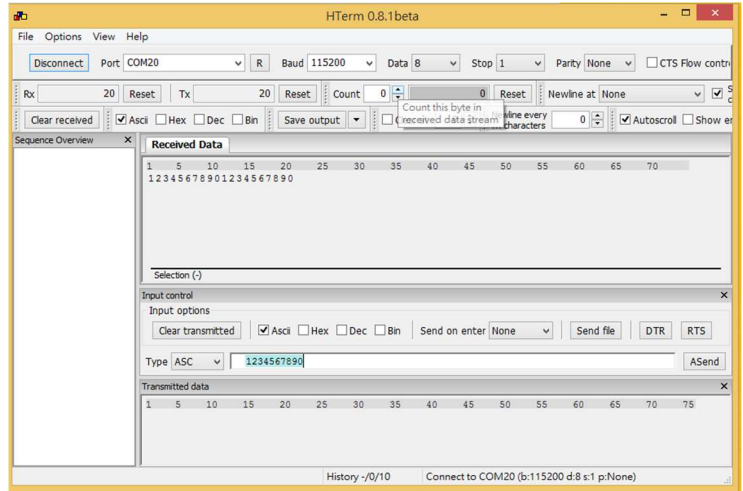 HTerm 0.8.1beta
File Options View Help
Disconnect Port COM20 R Baud 115200 Data 8 Stop 1 Parity None CTS Flow contr
Rx 20 Reset Tx 20 Reset Count 0 0 Reset Newline at None
Count this byte in
received data stream
Clear received Ascii Hex Dec Bin Save output Newline every
characters 0 Autoscroll Show er
Sequence Overview Received Data
1 5 10 15 20 25 30 35 40 45 50 55 60 65 70
12345678901234567890
Selection (-)
Input control
Input options
Clear transmitted Ascii Hex Dec Bin Send on enter None Send file DTR RTS
Type ASC 1234567890 ASend
Transmitted data
1 5 10 15 20 25 30 35 40 45 50 55 60 65 70 75
History -/0/10 Connect to COM20 (b:115200 d:8 s:1 p:None)